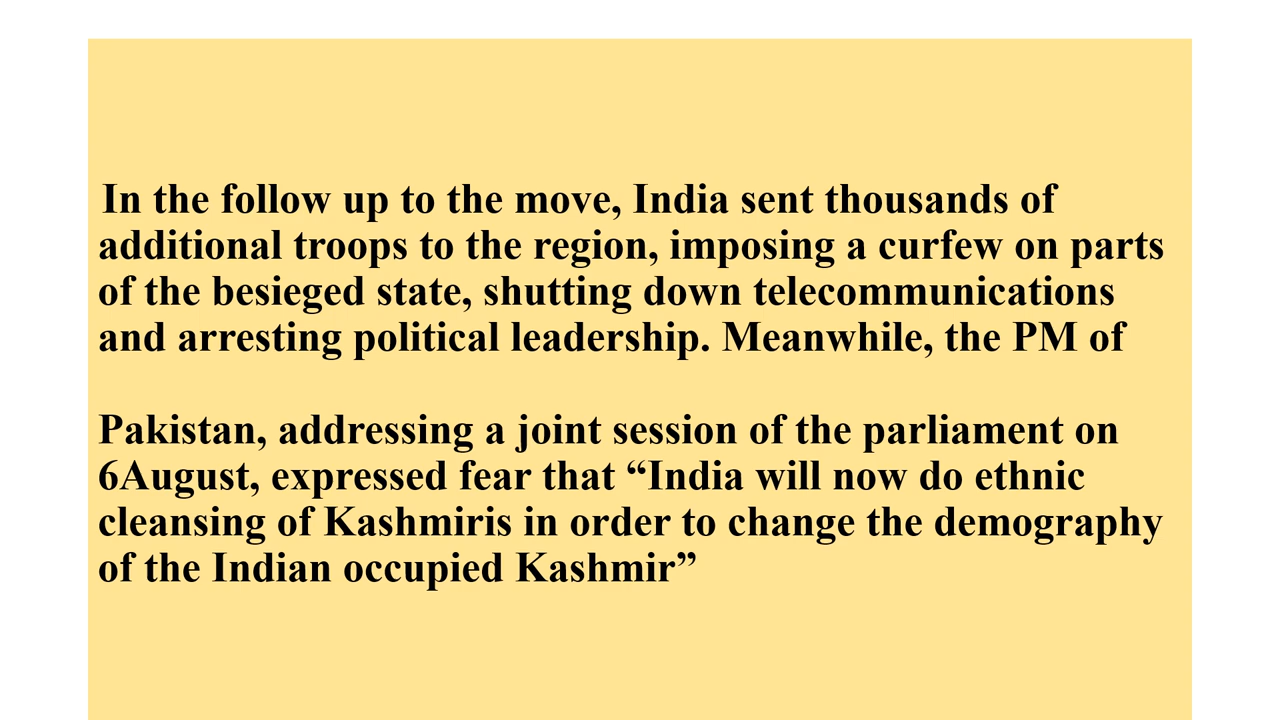 In the follow up to the move, India sent thousands of
additional troops to the region, imposing a curfew on parts
of the besieged state, shutting down telecommunications
and arresting political leadership. Meanwhile, the PM of
Pakistan, addressing a joint session of the parliament on
6August, expressed fear that “India will now do ethnic
cleansing of Kashmiris in order to change the demography
of the Indian occupied Kashmir”